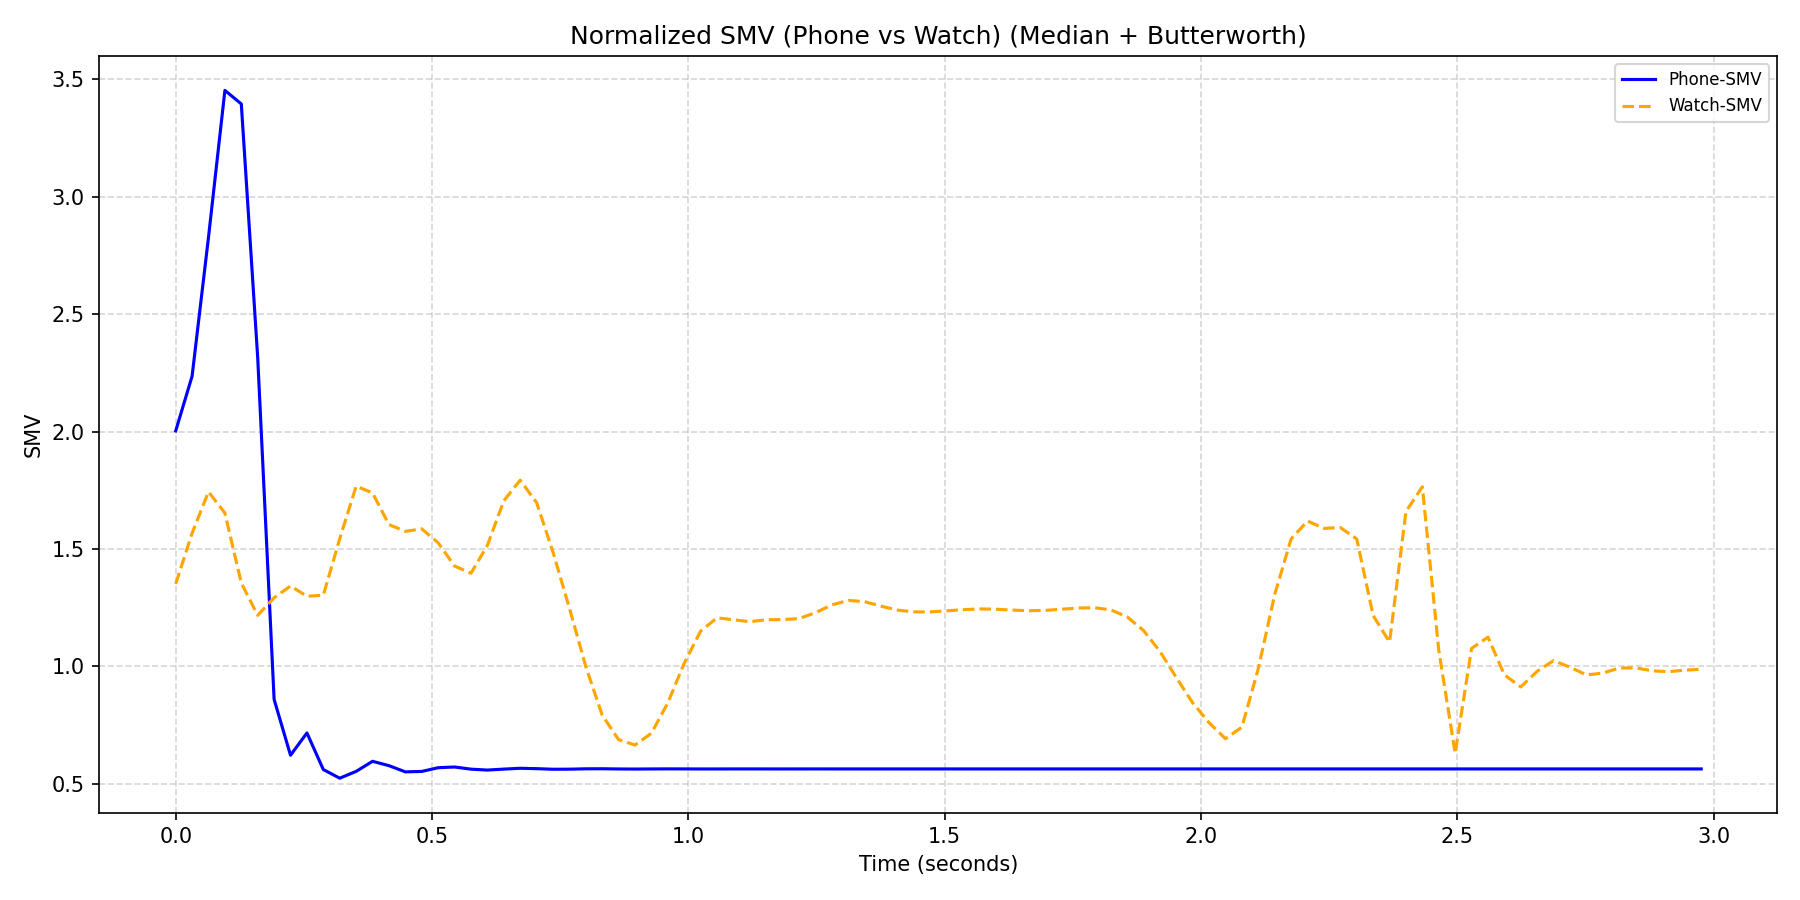 Normalized SMV (Phone vs Watch) (Median + Butterworth)
Phone-SMV
Watch-SMV
SMV
3.5
3.0
2.5
2.0
1.5
1.0
0.5
0.0 0.5 1.0 1.5 2.0 2.5 3.0
Time (seconds)